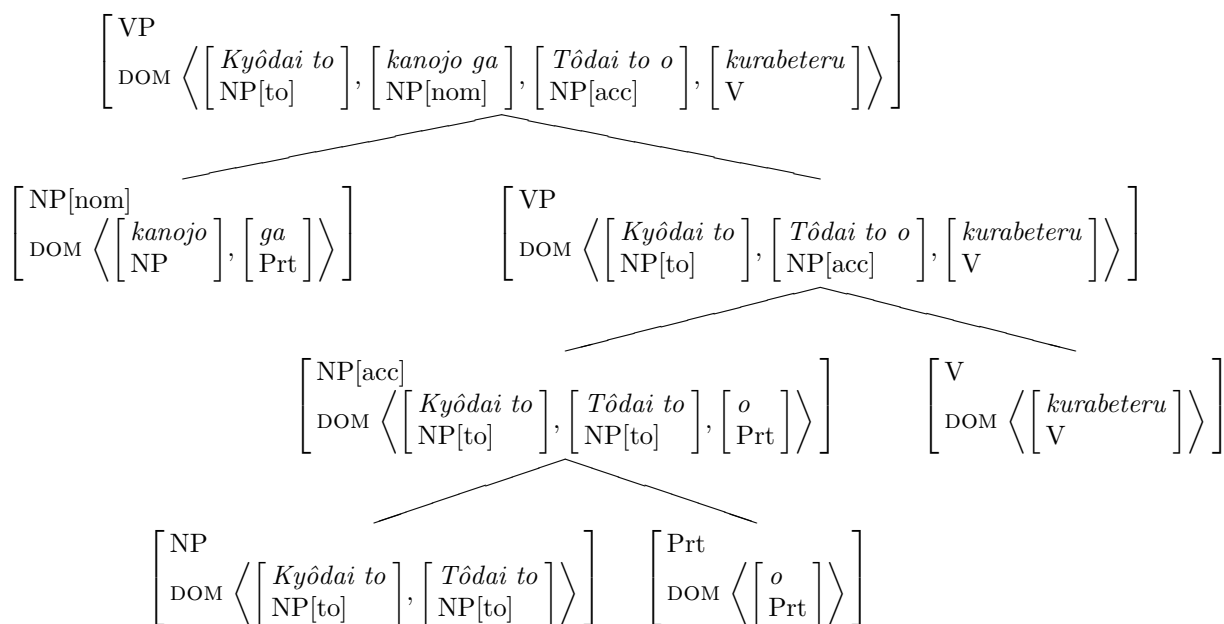 VP
DOM ⟨[Kyôdai to NP[to]], [kanojo ga NP[nom]], [Tôdai to o NP[acc]], [kurabeteru V]⟩
NP[nom]
DOM ⟨[kanojo NP], [ga Prt]⟩
VP
DOM ⟨[Kyôdai to NP[to]], [Tôdai to o NP[acc]], [kurabeteru V]⟩
NP[acc]
DOM ⟨[Kyôdai to NP[to]], [Tôdai to NP[to]], [o Prt]⟩
V
DOM ⟨[kurabeteru V]⟩
NP
DOM ⟨[Kyôdai to NP[to]], [Tôdai to NP[to]]⟩
Prt
DOM ⟨[o Prt]⟩